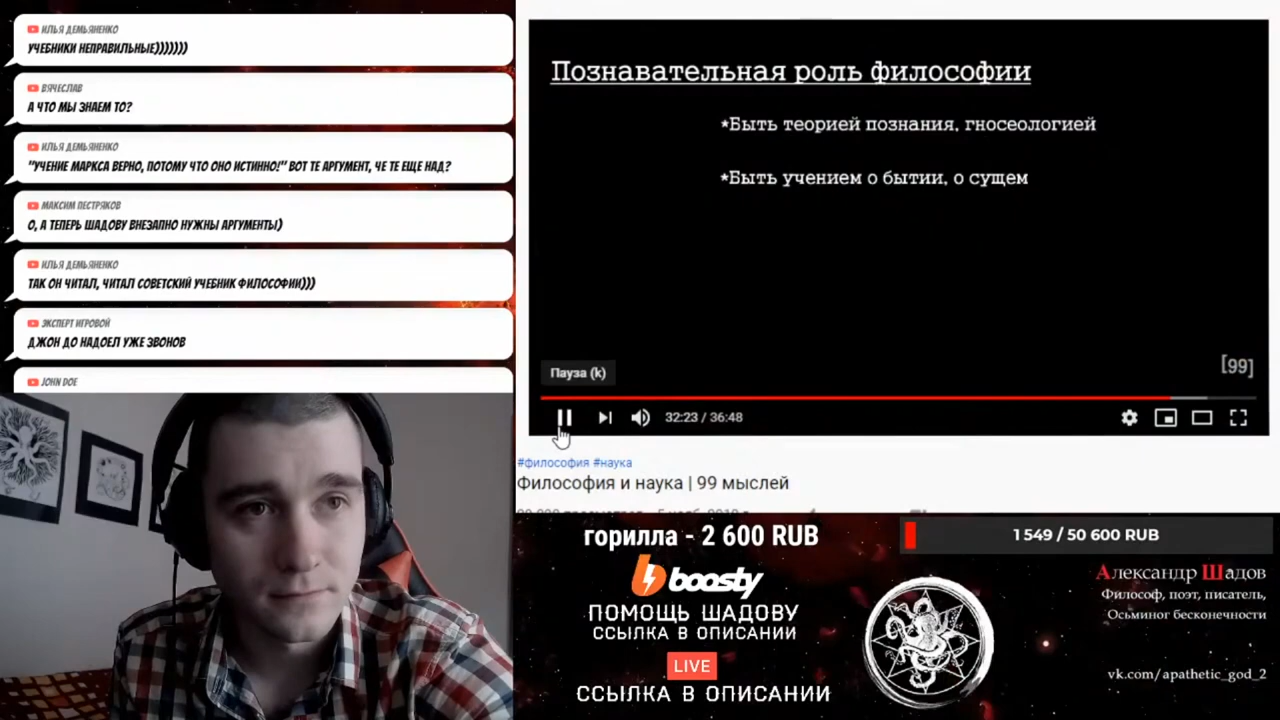 ИЛЬЯ ДЕМЬЯНЕНКО
УЧЕБНИКИ НЕПРАВИЛЬНЫЕ)))))))
ВЯЧЕСЛАВ
А ЧТО МЫ ЗНАЕМ ТО?
ИЛЬЯ ДЕМЬЯНЕНКО
"УЧЕНИЕ МАРКСА ВЕРНО, ПОТОМУ ЧТО ОНО ИСТИННО!" ВОТ ТЕ АРГУМЕНТ, ЧЕ ТЕ ЕЩЕ НАД?
МАКСИМ ПЕСТРЯКОВ
О, А ТЕПЕРЬ ШАДОВУ ВНЕЗАПНО НУЖНЫ АРГУМЕНТЫ)
ИЛЬЯ ДЕМЬЯНЕНКО
ТАК ОН ЧИТАЛ, ЧИТАЛ СОВЕТСКИЙ УЧЕБНИК ФИЛОСОФИИ)))
ЭКСПЕРТ ИГРОВОЙ
ДЖОН ДО НАДОЕЛ УЖЕ ЗВОНОВ
JOHN DOE
Познавательная роль философии
*Быть теорией познания, гносеологией
*Быть учением о бытии, о сущем
[99]
Пауза (k)
32:23 / 36:48
#философия #наука
Философия и наука | 99 мыслей
горилла - 2 600 RUB
boosty
ПОМОЩЬ ШАДОВУ
ССЫЛКА В ОПИСАНИИ
LIVE
ССЫЛКА В ОПИСАНИИ
1 549 / 50 600 RUB
Александр Шадов
Философ, поэт, писатель,
Осьминог бесконечности
vk.com/apathetic_god_2